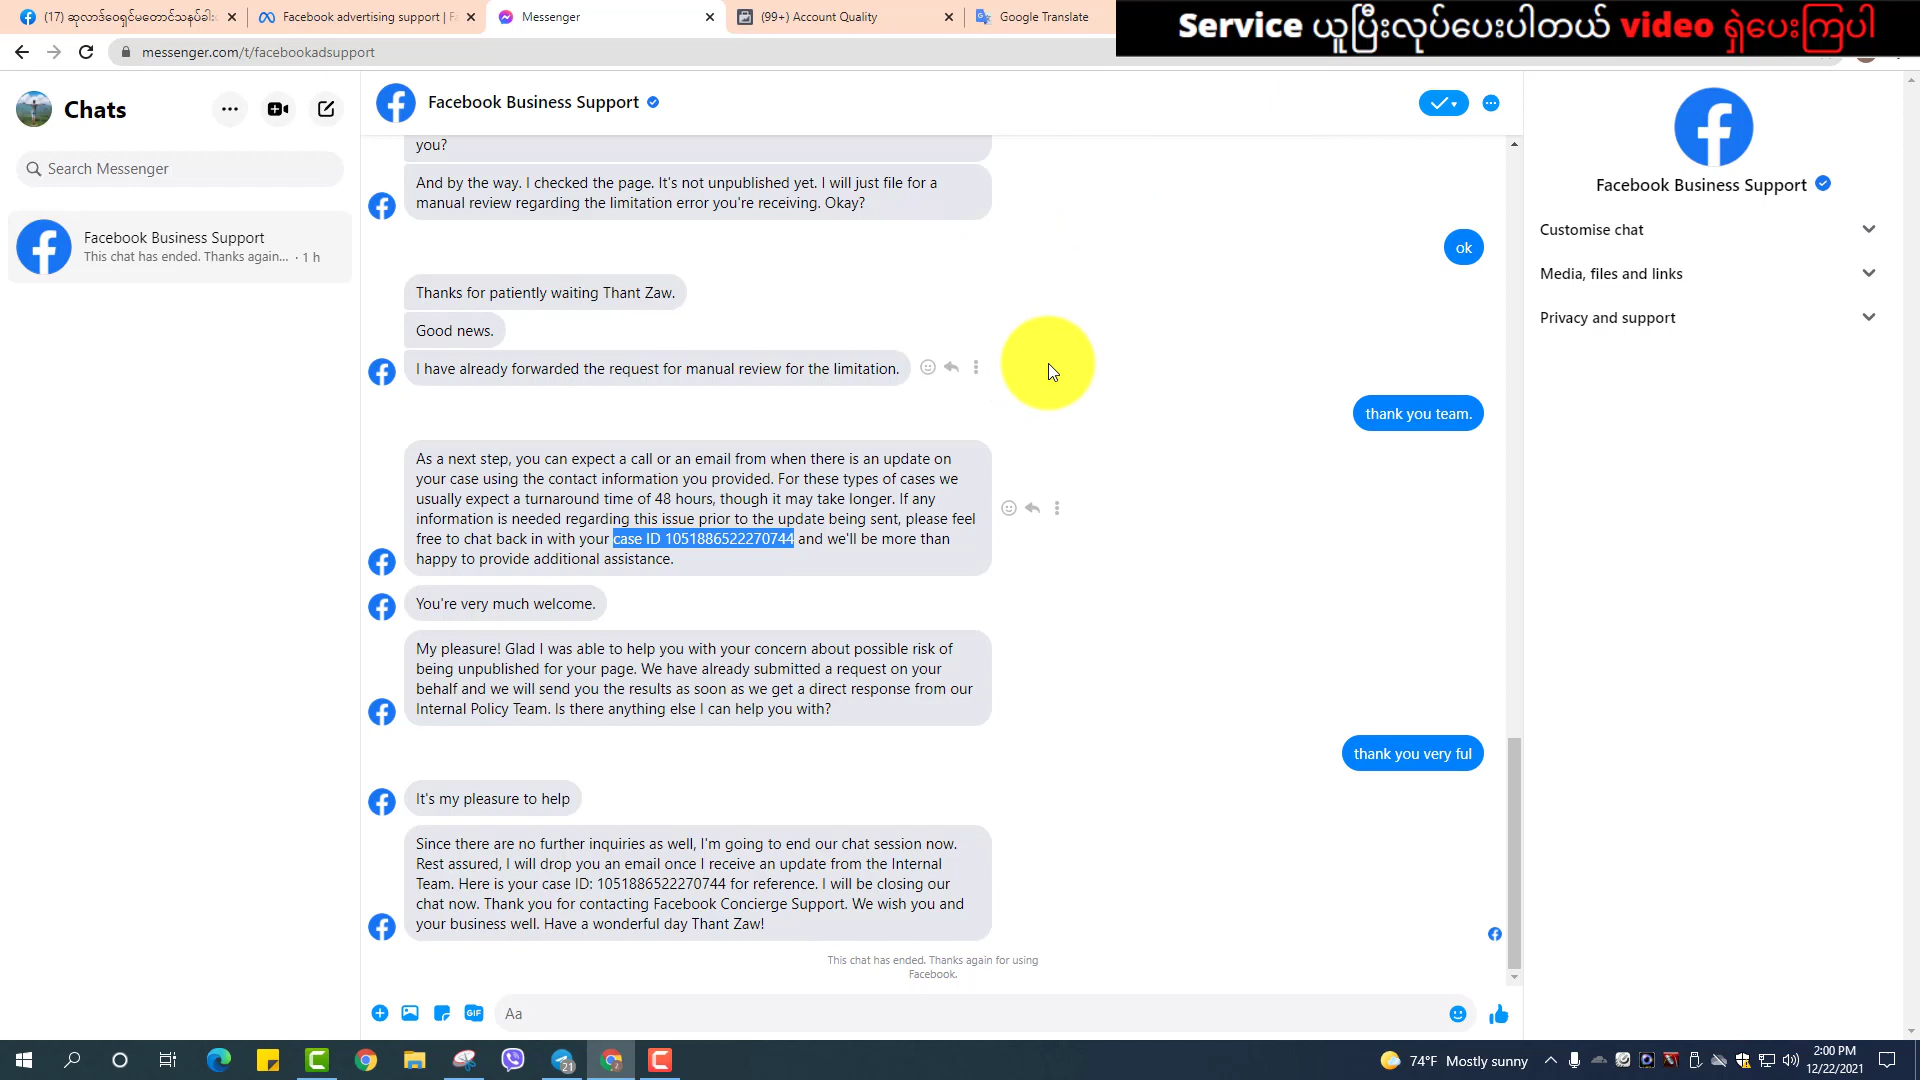 (17) ဆုလာဒ်ဝေရှင်မတောင်သနပ်ခါး
Facebook advertising support | Fa
Messenger
(99+) Account Quality
Google Translate
Service ယူပြီးလုပ်ပေးပါတယ် video ရှဲပေးကြပါ
messenger.com/t/facebookadsupport
Chats
Search Messenger
Facebook Business Support
This chat has ended. Thanks again... · 1 h
Facebook Business Support
you?
And by the way. I checked the page. It's not unpublished yet. I will just file for a
manual review regarding the limitation error you're receiving. Okay?
ok
Thanks for patiently waiting Thant Zaw.
Good news.
I have already forwarded the request for manual review for the limitation.
thank you team.
As a next step, you can expect a call or an email from when there is an update on
your case using the contact information you provided. For these types of cases we
usually expect a turnaround time of 48 hours, though it may take longer. If any
information is needed regarding this issue prior to the update being sent, please feel
free to chat back in with your case ID 1051886522270744 and we'll be more than
happy to provide additional assistance.
You're very much welcome.
My pleasure! Glad I was able to help you with your concern about possible risk of
being unpublished for your page. We have already submitted a request on your
behalf and we will send you the results as soon as we get a direct response from our
Internal Policy Team. Is there anything else I can help you with?
thank you very ful
It's my pleasure to help
Since there are no further inquiries as well, I'm going to end our chat session now.
Rest assured, I will drop you an email once I receive an update from the Internal
Team. Here is your case ID: 1051886522270744 for reference. I will be closing our
chat now. Thank you for contacting Facebook Concierge Support. We wish you and
your business well. Have a wonderful day Thant Zaw!
This chat has ended. Thanks again for using
Facebook.
GIF
Aa
Facebook Business Support
Customise chat
Media, files and links
Privacy and support
21
74°F Mostly sunny
2:00 PM
12/22/2021